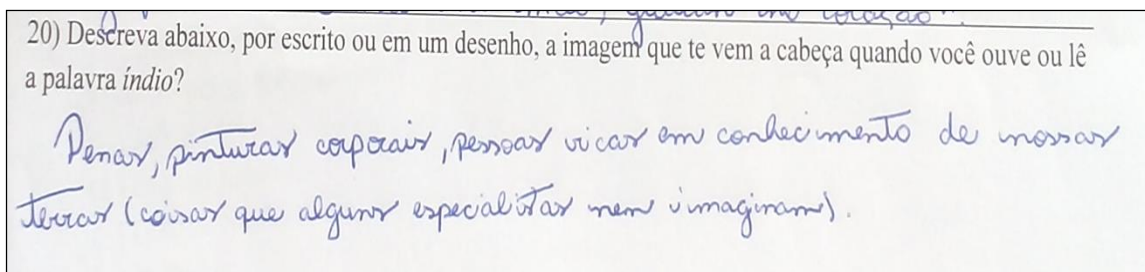 coração".
20) Descreva abaixo, por escrito ou em um desenho, a imagem que te vem a cabeça quando você ouve ou lê
a palavra índio?
Penas, pinturas corporais, pessoas ricas em conhecimento de nossas
terras (coisas que alguns especialistas nem imaginam).